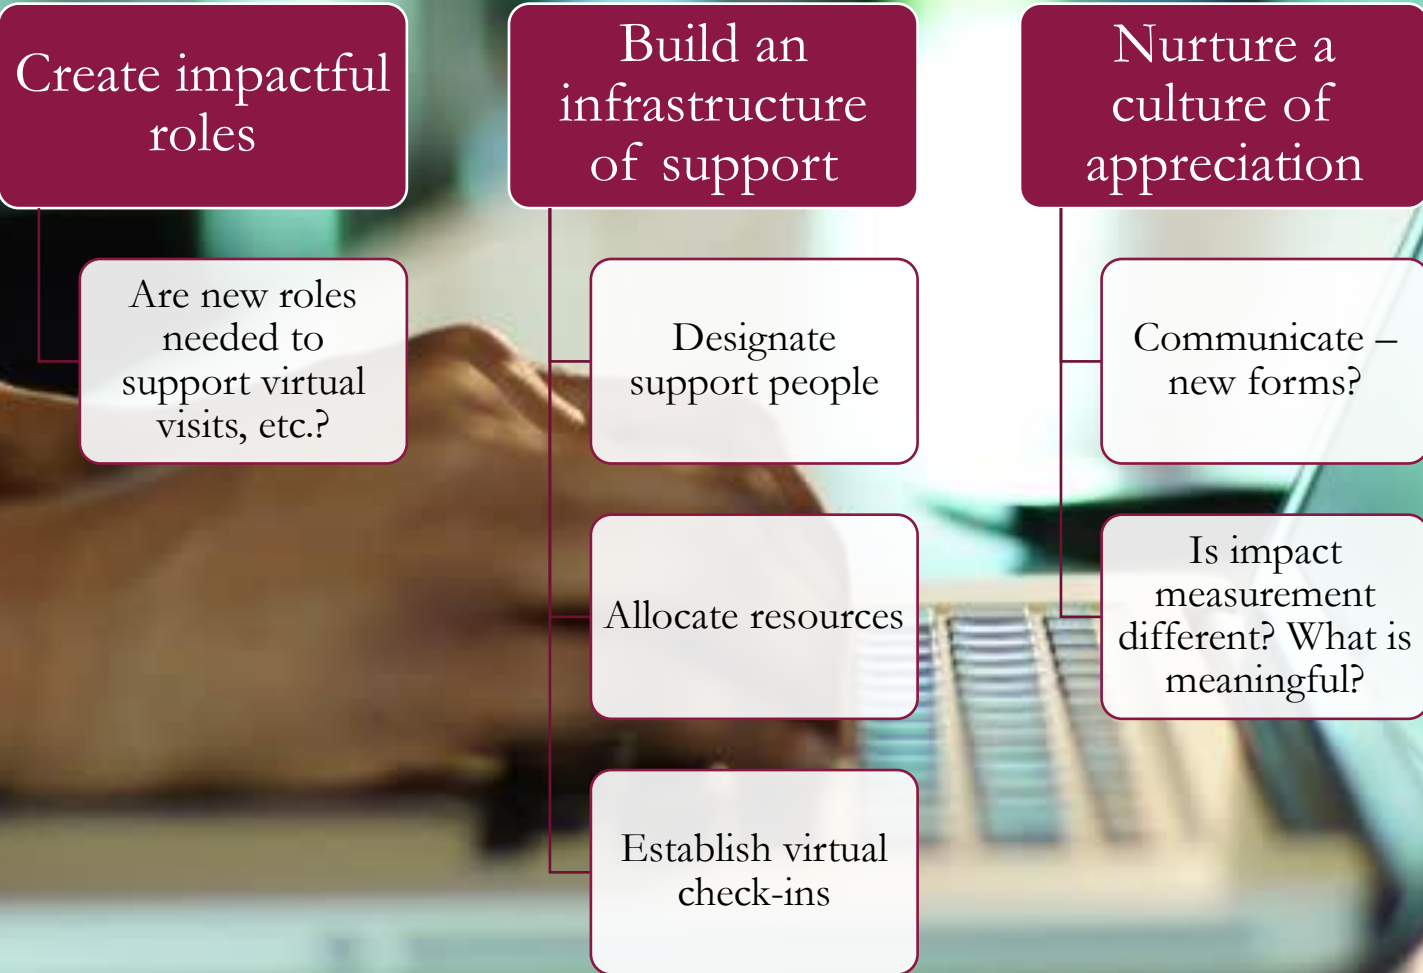 Create impactful
roles
Are new roles
needed to
support virtual
visits, etc.?
Build an
infrastructure
of support
Designate
support people
Allocate resources
Establish virtual
check-ins
Nurture a
culture of
appreciation
Communicate –
new forms?
Is impact
measurement
different? What is
meaningful?